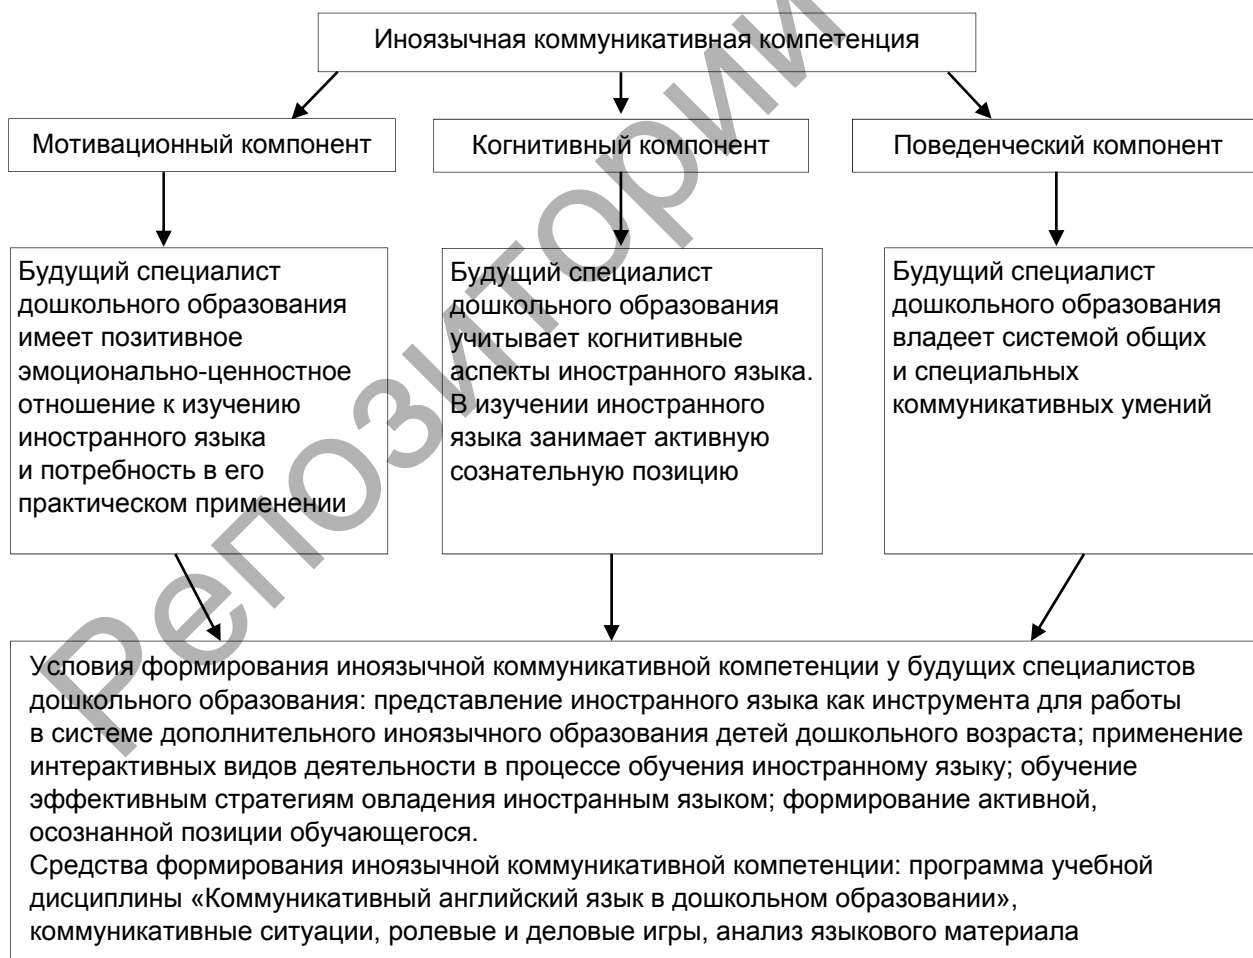 Иноязычная коммуникативная компетенция
Мотивационный компонент
Когнитивный компонент
Поведенческий компонент
Будущий специалист
дошкольного образования
имеет позитивное
эмоционально-ценностное
отношение к изучению
иностранного языка
и потребность в его
практическом применении
Будущий специалист
дошкольного образования
учитывает когнитивные
аспекты иностранного языка.
В изучении иностранного
языка занимает активную
сознательную позицию
Будущий специалист
дошкольного образования
владеет системой общих
и специальных
коммуникативных умений
Условия формирования иноязычной коммуникативной компетенции у будущих специалистов
дошкольного образования: представление иностранного языка как инструмента для работы
в системе дополнительного иноязычного образования детей дошкольного возраста; применение
интерактивных видов деятельности в процессе обучения иностранному языку; обучение
эффективным стратегиям овладения иностранным языком; формирование активной,
осознанной позиции обучающегося.
Средства формирования иноязычной коммуникативной компетенции: программа учебной
дисциплины «Коммуникативный английский язык в дошкольном образовании»,
коммуникативные ситуации, ролевые и деловые игры, анализ языкового материала
Репозитории